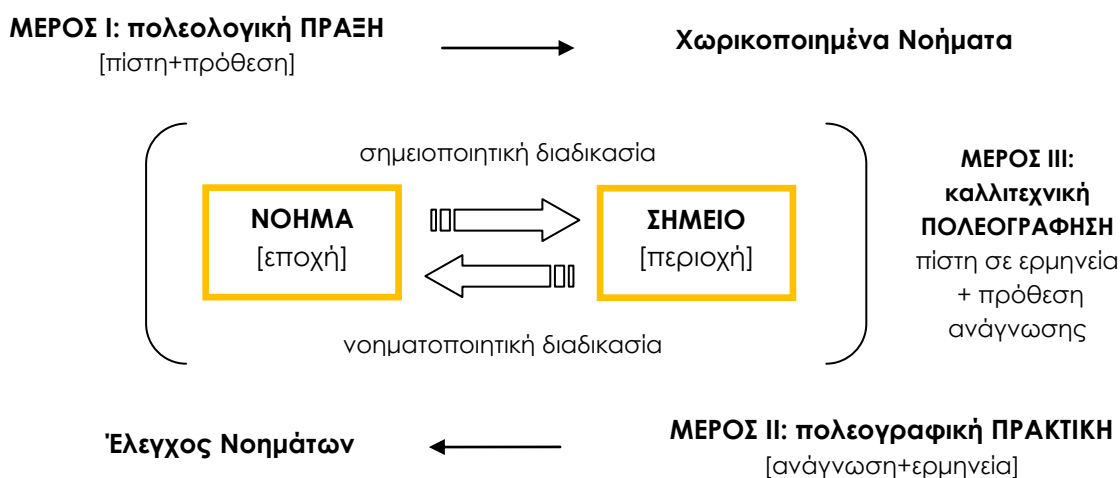 ΜΕΡΟΣ Ι: πολεολογική ΠΡΑΞΗ
[πίστη+πρόθεση]
Χωρικοποιημένα Νοήματα
σημειοποιητική διαδικασία
ΝΟΗΜΑ
[εποχή]
ΣΗΜΕΙΟ
[περιοχή]
νοηματοποιητική διαδικασία
ΜΕΡΟΣ ΙΙΙ:
καλλιτεχνική
ΠΟΛΕΟΓΡΑΦΗΣΗ
πίστη σε ερμηνεία
+ πρόθεση
ανάγνωσης
Έλεγχος Νοημάτων
ΜΕΡΟΣ ΙΙ: πολεογραφική ΠΡΑΚΤΙΚΗ
[ανάγνωση+ερμηνεία]